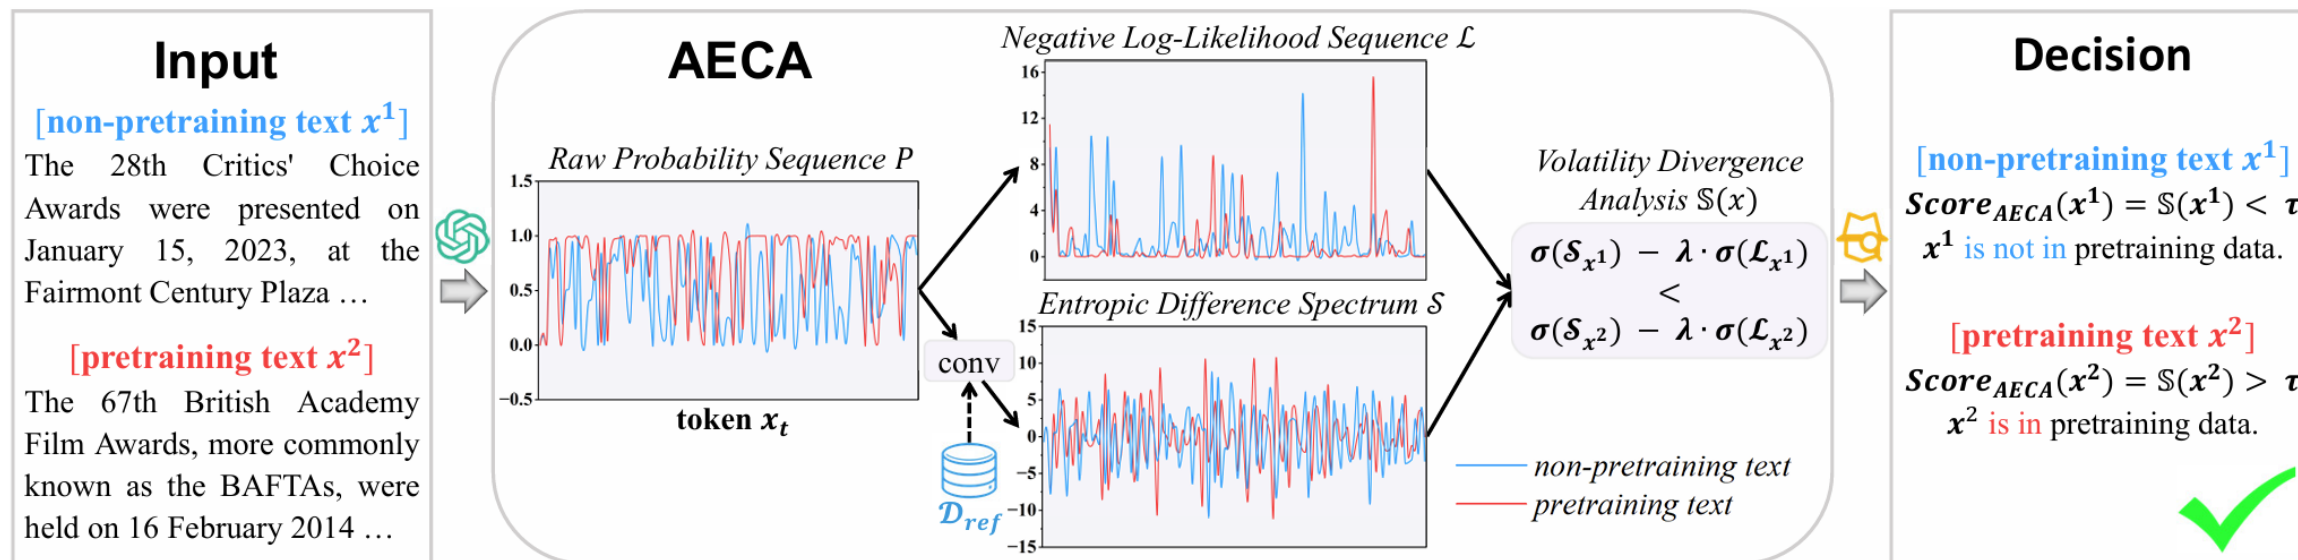 Input
[non-pretraining text x¹]
The 28th Critics' Choice
Awards were presented on
January 15, 2023, at the
Fairmont Century Plaza …
[pretraining text x²]
The 67th British Academy
Film Awards, more commonly
known as the BAFTAs, were
held on 16 February 2014 …
AECA
Raw Probability Sequence P
1.5
1.0
0.5
0.0
−0.5
token xₜ
conv
𝒟ref
Negative Log-Likelihood Sequence ℒ
16
12
8
4
0
Entropic Difference Spectrum 𝒮
15
10
5
0
−5
−10
−15
Volatility Divergence
Analysis 𝕊(x)
σ(𝒮x¹) − λ · σ(ℒx¹)
<
σ(𝒮x²) − λ · σ(ℒx²)
non-pretraining text
pretraining text
Decision
[non-pretraining text x¹]
ScoreAECA(x¹) = 𝕊(x¹) < τ
x¹ is not in pretraining data.
[pretraining text x²]
ScoreAECA(x²) = 𝕊(x²) > τ
x² is in pretraining data.